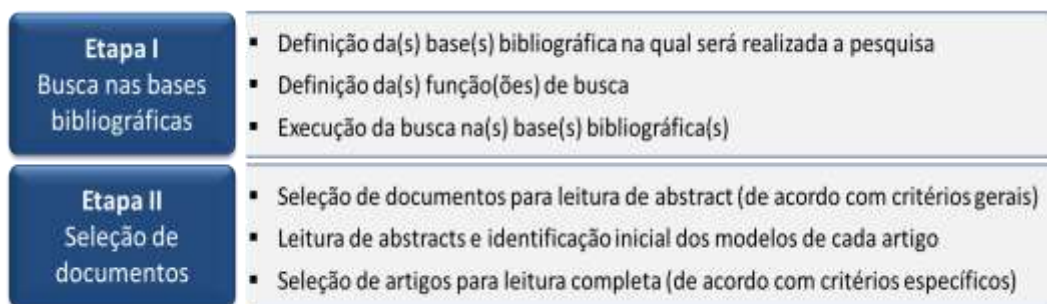 Etapa I
Busca nas bases
bibliográficas
▪ Definição da(s) base(s) bibliográfica na qual será realizada a pesquisa
▪ Definição da(s) função(ões) de busca
▪ Execução da busca na(s) base(s) bibliográfica(s)
Etapa II
Seleção de
documentos
▪ Seleção de documentos para leitura de abstract (de acordo com critérios gerais)
▪ Leitura de abstracts e identificação inicial dos modelos de cada artigo
▪ Seleção de artigos para leitura completa (de acordo com critérios específicos)